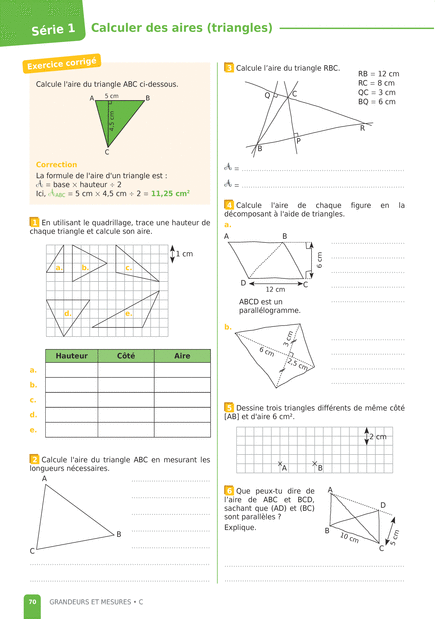 Série 1
Calculer des aires (triangles)
Exercice corrigé
Calcule l'aire du triangle ABC ci-dessous.
A
5 cm
B
4,5 cm
C
Correction
La formule de l'aire d'un triangle est :
𝒜 = base × hauteur ÷ 2
Ici, 𝒜ABC = 5 cm × 4,5 cm ÷ 2 = 11,25 cm²
1 En utilisant le quadrillage, trace une hauteur de
chaque triangle et calcule son aire.
a.
b.
c.
d.
e.
1 cm
Hauteur Côté Aire
a.
b.
c.
d.
e.
2 Calcule l'aire du triangle ABC en mesurant les
longueurs nécessaires.
A
B
C
3 Calcule l'aire du triangle RBC.
RB = 12 cm
RC = 8 cm
QC = 3 cm
BQ = 6 cm
Q
C
R
P
B
𝒜 =
𝒜 =
4 Calcule l'aire de chaque figure en la
décomposant à l'aide de triangles.
a.
A
B
6 cm
D
C
12 cm
ABCD est un
parallélogramme.
b.
3 cm
6 cm
2,5 cm
5 Dessine trois triangles différents de même côté
[AB] et d'aire 6 cm².
2 cm
A
B
6 Que peux-tu dire de
l'aire de ABC et BCD,
sachant que (AD) et (BC)
sont parallèles ?
Explique.
A
D
B
C
10 cm
5 cm
70 GRANDEURS ET MESURES • C